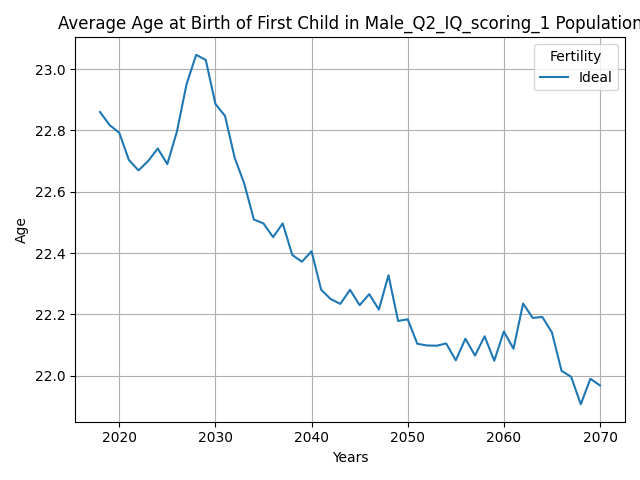 Average Age at Birth of First Child in Male_Q2_IQ_scoring_1 Population
Fertility
Ideal
23.0
22.8
22.6
22.4
22.2
22.0
Age
2020 2030 2040 2050 2060 2070
Years